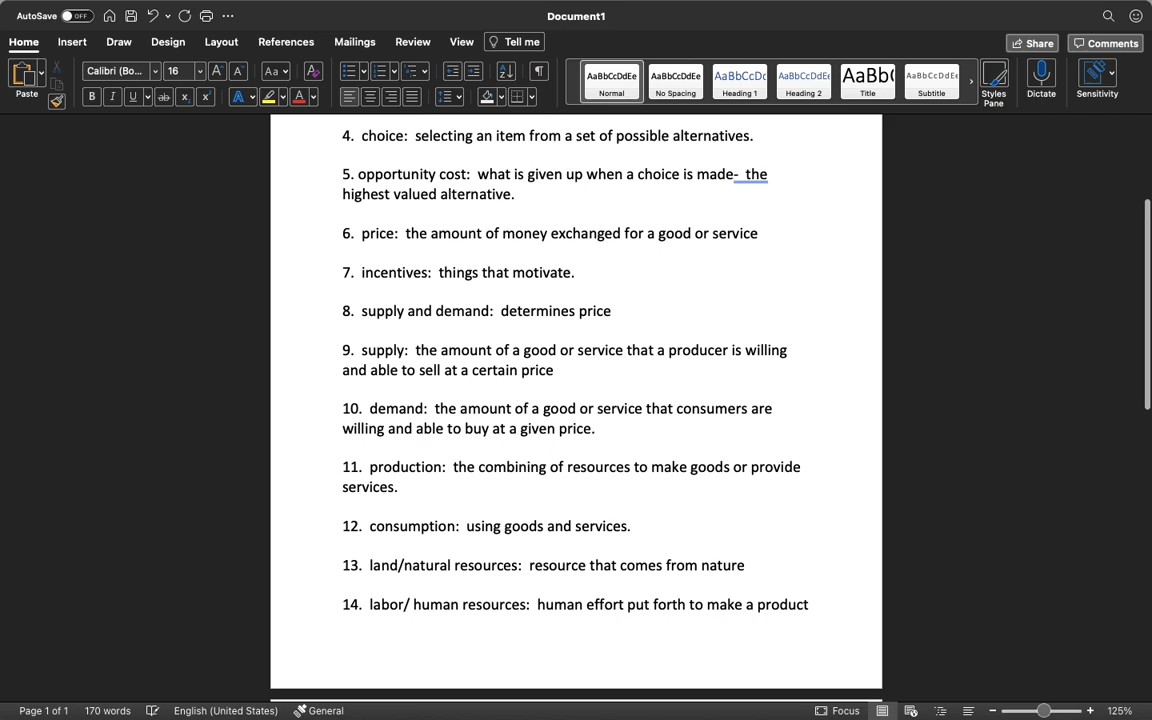 AutoSave OFF Document1
Home Insert Draw Design Layout References Mailings Review View Tell me Share Comments
Paste Calibri (Bo... 16 A A Aa A AaBbCcDdEe Normal AaBbCcDdEe No Spacing AaBbCcDc Heading 1 AaBbCcDdEe Heading 2 AaBb( Title AaBbCcDdEe Subtitle Styles Pane Dictate Sensitivity
B I U ab x x A A
4. choice: selecting an item from a set of possible alternatives.
5. opportunity cost: what is given up when a choice is made- the
highest valued alternative.
6. price: the amount of money exchanged for a good or service
7. incentives: things that motivate.
8. supply and demand: determines price
9. supply: the amount of a good or service that a producer is willing
and able to sell at a certain price
10. demand: the amount of a good or service that consumers are
willing and able to buy at a given price.
11. production: the combining of resources to make goods or provide
services.
12. consumption: using goods and services.
13. land/natural resources: resource that comes from nature
14. labor/ human resources: human effort put forth to make a product
Page 1 of 1 170 words English (United States) General Focus 125%